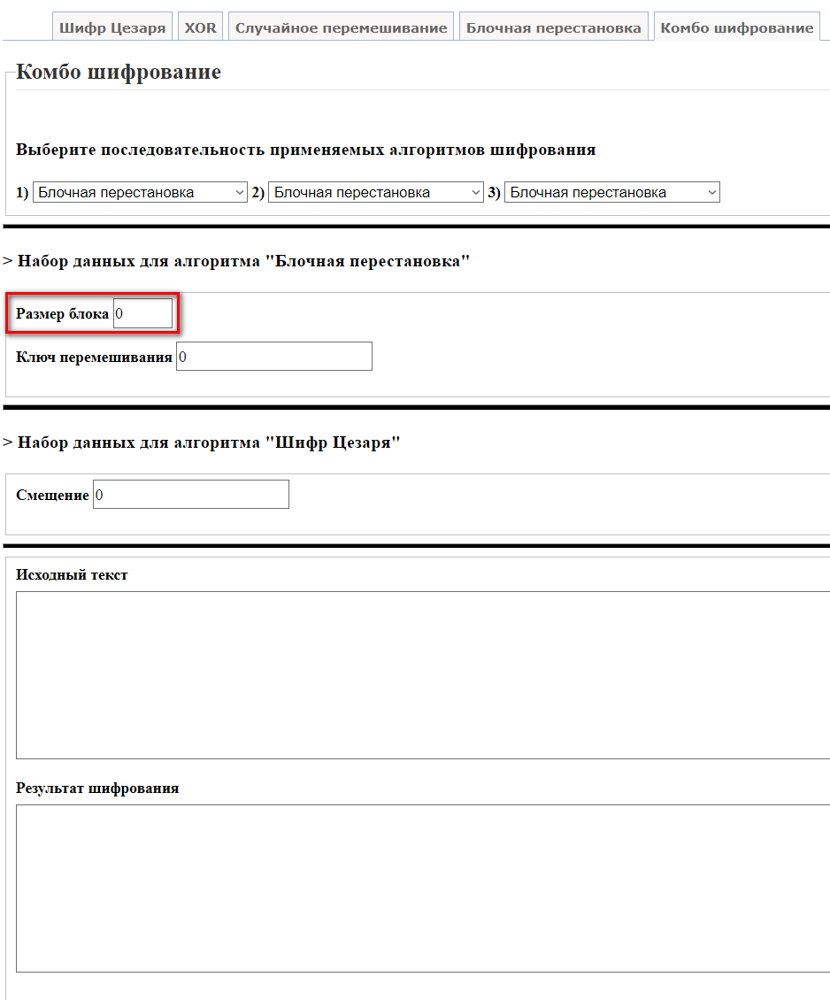 Шифр Цезаря XOR Случайное перемешивание Блочная перестановка Комбо шифрование
Комбо шифрование
Выберите последовательность применяемых алгоритмов шифрования
1) Блочная перестановка 2) Блочная перестановка 3) Блочная перестановка
> Набор данных для алгоритма "Блочная перестановка"
Размер блока 0
Ключ перемешивания 0
> Набор данных для алгоритма "Шифр Цезаря"
Смещение 0
Исходный текст
Результат шифрования